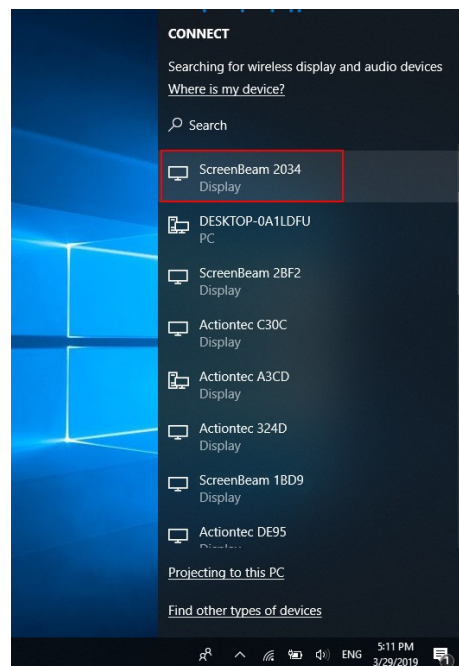 CONNECT
Searching for wireless display and audio devices
Where is my device?
Search
ScreenBeam 2034
Display
DESKTOP-0A1LDFU
PC
ScreenBeam 2BF2
Display
Actiontec C30C
Display
Actiontec A3CD
Display
Actiontec 324D
Display
ScreenBeam 1BD9
Display
Actiontec DE95
Display
Projecting to this PC
Find other types of devices
ENG
5:11 PM
3/29/2019
1